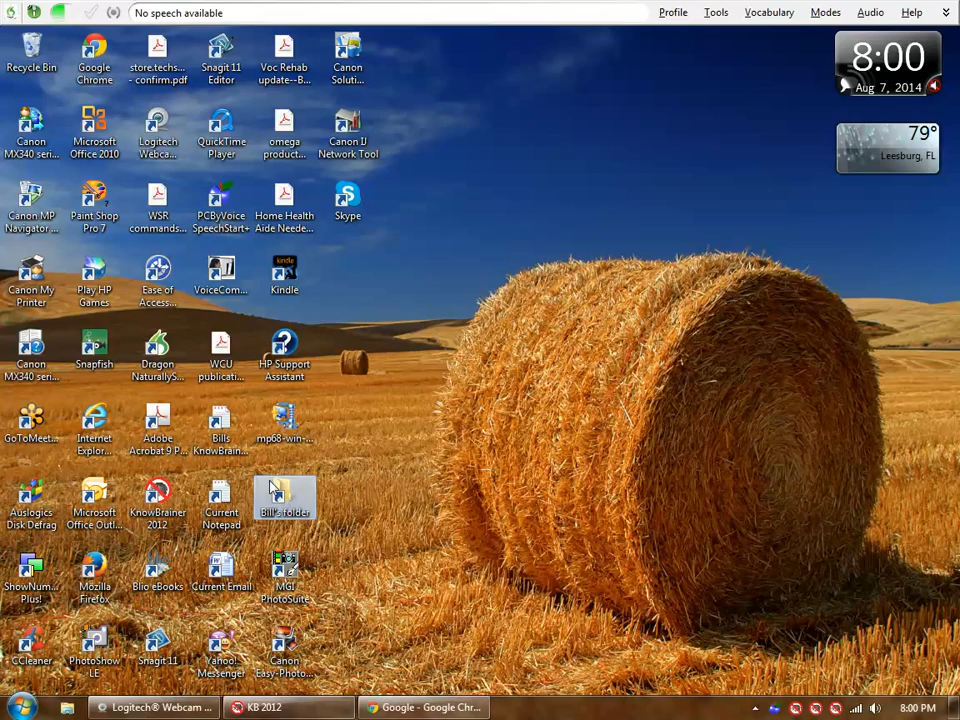 No speech available
Profile
Tools
Vocabulary
Modes
Audio
Help
Recycle Bin
Google
Chrome
store.techs...
- confirm.pdf
Snagit 11
Editor
Voc Rehab
update--B...
Canon
Soluti...
8:00
Aug 7, 2014
Canon
MX340 seri...
Microsoft
Office 2010
Logitech
Webca...
QuickTime
Player
omega
product...
Canon IJ
Network Tool
79°
Leesburg, FL
Canon MP
Navigator ...
Paint Shop
Pro 7
WSR
commands...
PCByVoice
SpeechStart+
Home Health
Aide Neede...
Skype
Canon My
Printer
Play HP
Games
Ease of
Access...
VoiceCom...
kindle
Kindle
Canon
MX340 seri...
Snapfish
Dragon
NaturallyS...
WCU
publicati...
HP Support
Assistant
GoToMeet...
Internet
Explor...
Adobe
Acrobat 9 P...
Bills
KnowBrain...
mp68-win-...
Auslogics
Disk Defrag
Microsoft
Office Outl...
KnowBrainer
2012
Current
Notepad
Bill's folder
ShowNum...
Plus!
Mozilla
Firefox
Blio eBooks
Current Email
MGI
PhotoSuite
CCleaner
PhotoShow
LE
Snagit 11
Yahoo!
Messenger
Canon
Easy-Photo...
Logitech® Webcam ...
KB 2012
Google - Google Chr...
8:00 PM